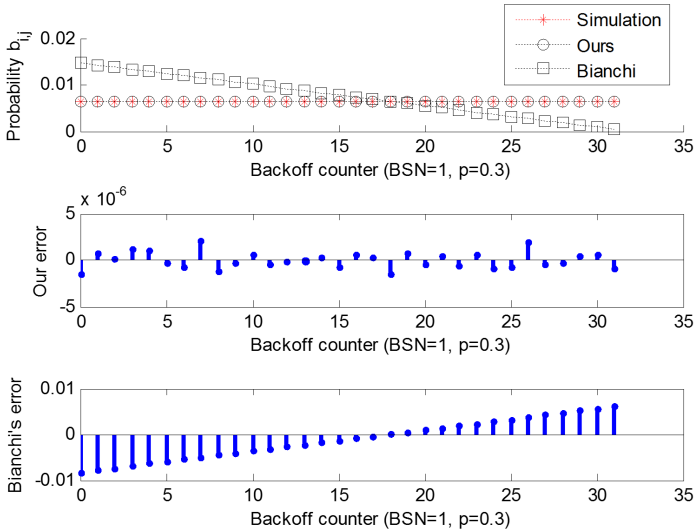 Simulation
Ours
Bianchi
Probability b_i,j
0.02
0.01
0
0 5 10 15 20 25 30 35
Backoff counter (BSN=1, p=0.3)
x 10^-6
Our error
5
0
-5
0 5 10 15 20 25 30 35
Backoff counter (BSN=1, p=0.3)
Bianchi's error
0.01
0
-0.01
0 5 10 15 20 25 30 35
Backoff counter (BSN=1, p=0.3)